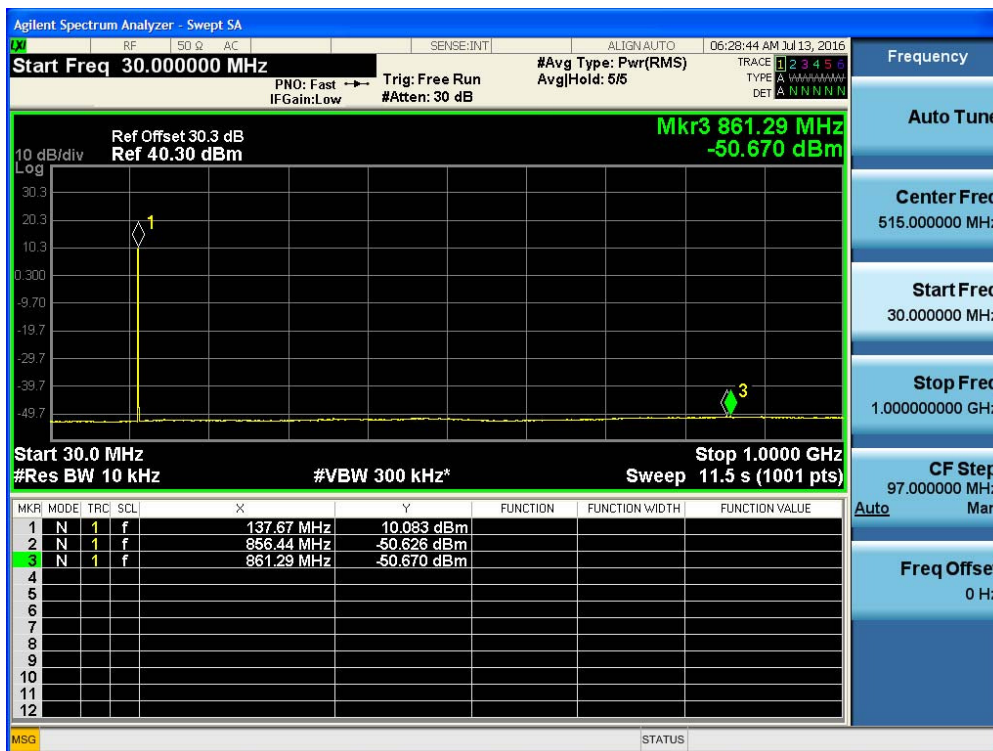 Agilent Spectrum Analyzer - Swept SA
LXI RF 50 Ω AC SENSE:INT ALIGN AUTO 06:28:44 AM Jul 13, 2016
Start Freq 30.000000 MHz
PNO: Fast
IFGain:Low
Trig: Free Run
#Atten: 30 dB
#Avg Type: Pwr(RMS)
Avg|Hold: 5/5
TRACE 1 2 3 4 5 6
TYPE A
DET A N N N N N
Ref Offset 30.3 dB
10 dB/div Ref 40.30 dBm
Log
Mkr3 861.29 MHz
-50.670 dBm
30.3
20.3
10.3
0.300
-9.70
-19.7
-29.7
-39.7
-49.7
1
3
Start 30.0 MHz Stop 1.0000 GHz
#Res BW 10 kHz #VBW 300 kHz* Sweep 11.5 s (1001 pts)
MKR MODE TRC SCL X Y FUNCTION FUNCTION WIDTH FUNCTION VALUE
1 N 1 f 137.67 MHz 10.083 dBm
2 N 1 f 856.44 MHz -50.626 dBm
3 N 1 f 861.29 MHz -50.670 dBm
4
5
6
7
8
9
10
11
12
MSG STATUS
Frequency
Auto Tune
Center Freq
515.000000 MHz
Start Freq
30.000000 MHz
Stop Freq
1.000000000 GHz
CF Step
97.000000 MHz
Auto Man
Freq Offset
0 Hz